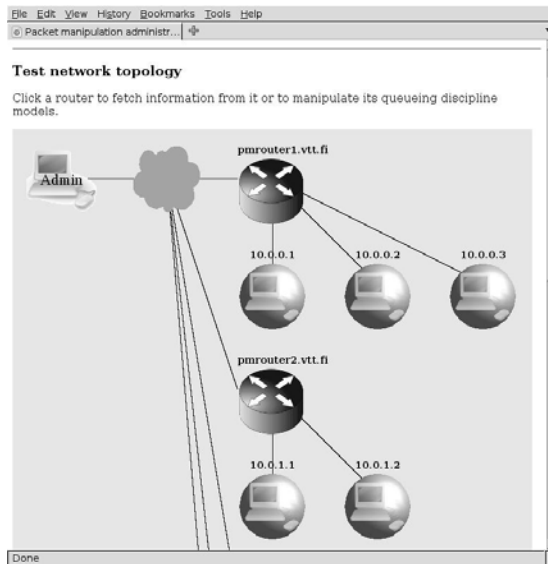 File Edit View History Bookmarks Tools Help
Packet manipulation administr...
Test network topology
Click a router to fetch information from it or to manipulate its queueing discipline
models.
Admin
pmrouter1.vtt.fi
10.0.0.1 10.0.0.2 10.0.0.3
pmrouter2.vtt.fi
10.0.1.1 10.0.1.2
Done